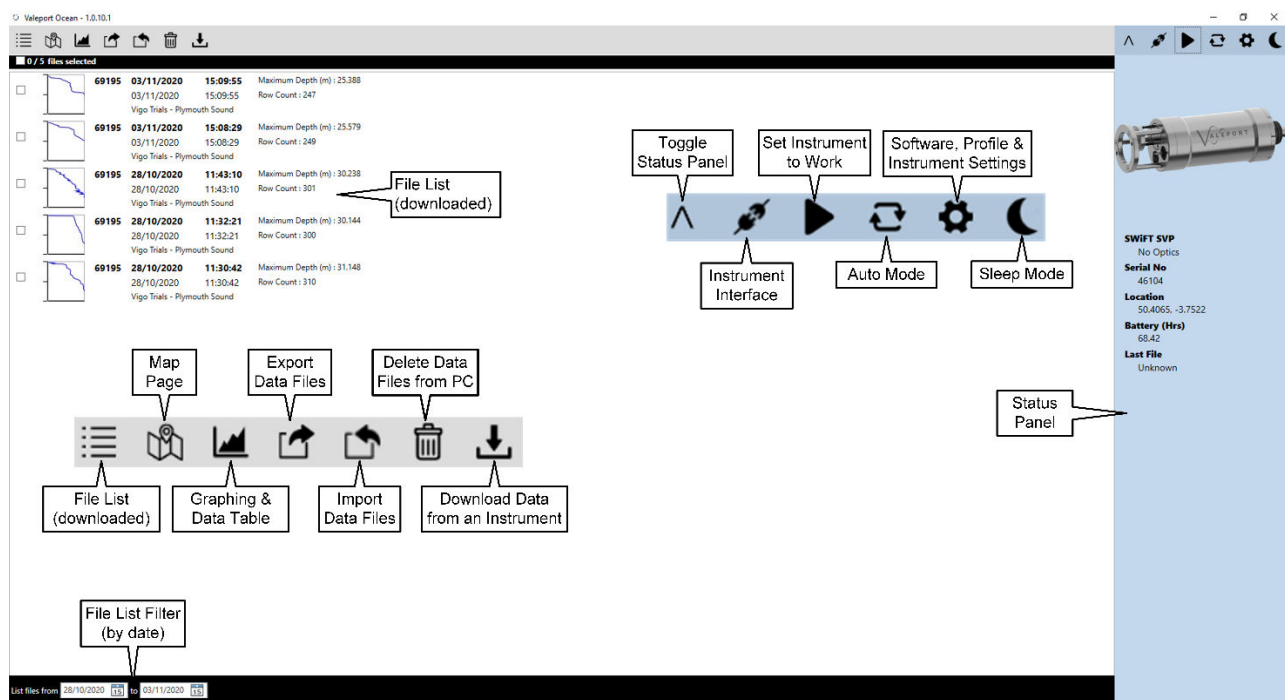 Valeport Ocean - 1.0.10.1
0 / 5 files selected
69195 03/11/2020 15:09:55 Maximum Depth (m) : 25.388
03/11/2020 15:09:55 Row Count : 247
Vigo Trials - Plymouth Sound
69195 03/11/2020 15:08:29 Maximum Depth (m) : 25.579
03/11/2020 15:08:29 Row Count : 249
Vigo Trials - Plymouth Sound
69195 28/10/2020 11:43:10 Maximum Depth (m) : 30.238
28/10/2020 11:43:10 Row Count : 301
Vigo Trials - Plymouth Sound
69195 28/10/2020 11:32:21 Maximum Depth (m) : 30.144
28/10/2020 11:32:21 Row Count : 300
Vigo Trials - Plymouth Sound
69195 28/10/2020 11:30:42 Maximum Depth (m) : 31.148
28/10/2020 11:30:42 Row Count : 310
Vigo Trials - Plymouth Sound
File List
(downloaded)
Toggle
Status Panel
Set Instrument
to Work
Software, Profile &
Instrument Settings
Instrument
Interface
Auto Mode
Sleep Mode
VALEPORT
SWiFT SVP
No Optics
Serial No
46104
Location
50.4065, -3.7522
Battery (Hrs)
68.42
Last File
Unknown
Status
Panel
Map
Page
Export
Data Files
Delete Data
Files from PC
File List
(downloaded)
Graphing &
Data Table
Import
Data Files
Download Data
from an Instrument
File List Filter
(by date)
List files from 28/10/2020 15 to 03/11/2020 15